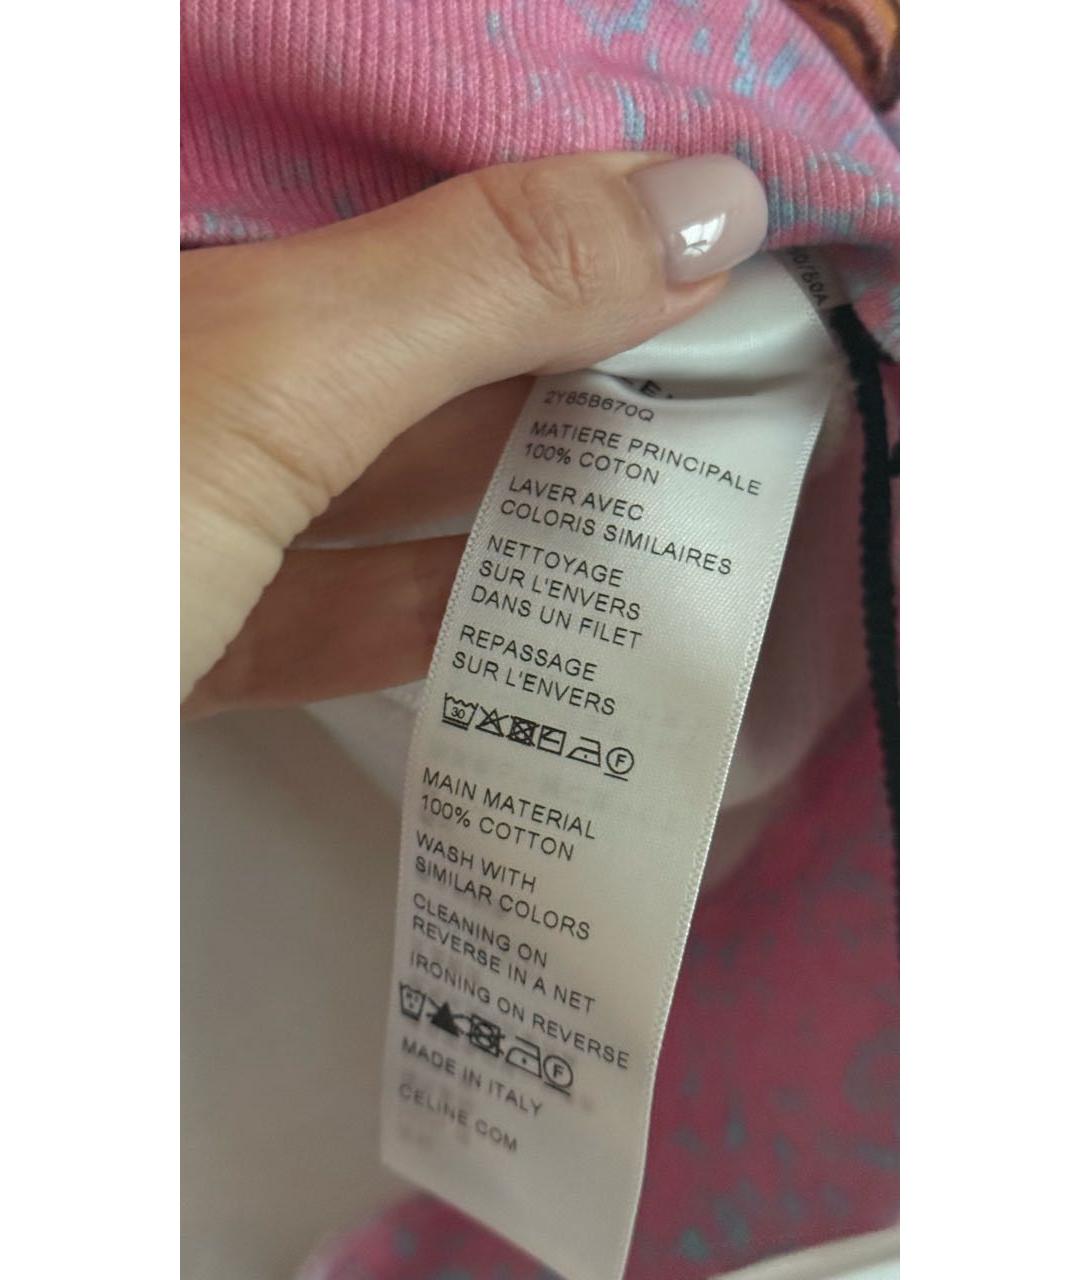 2Y85B670Q
MATIERE PRINCIPALE
100% COTON
LAVER AVEC
COLORIS SIMILAIRES
NETTOYAGE
SUR L'ENVERS
DANS UN FILET
REPASSAGE
SUR L'ENVERS
30 F
MAIN MATERIAL
100% COTTON
WASH WITH
SIMILAR COLORS
CLEANING ON
REVERSE IN A NET
IRONING ON REVERSE
F
MADE IN ITALY
CELINE.COM